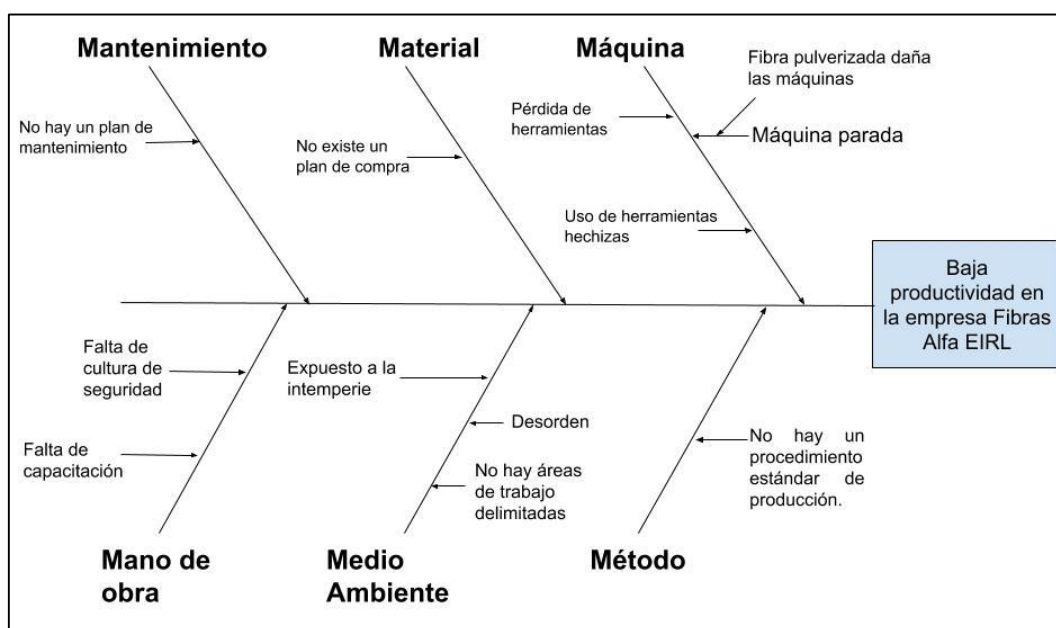 Mantenimiento
Material
Máquina
Fibra pulverizada daña
las máquinas
Pérdida de
herramientas
Máquina parada
No hay un plan de
mantenimiento
No existe un
plan de compra
Uso de herramientas
hechizas
Baja
productividad en
la empresa Fibras
Alfa EIRL
Falta de
cultura de
seguridad
Expuesto a la
intemperie
Desorden
Falta de
capacitación
No hay áreas
de trabajo
delimitadas
No hay un
procedimiento
estándar de
producción.
Mano de
obra
Medio
Ambiente
Método